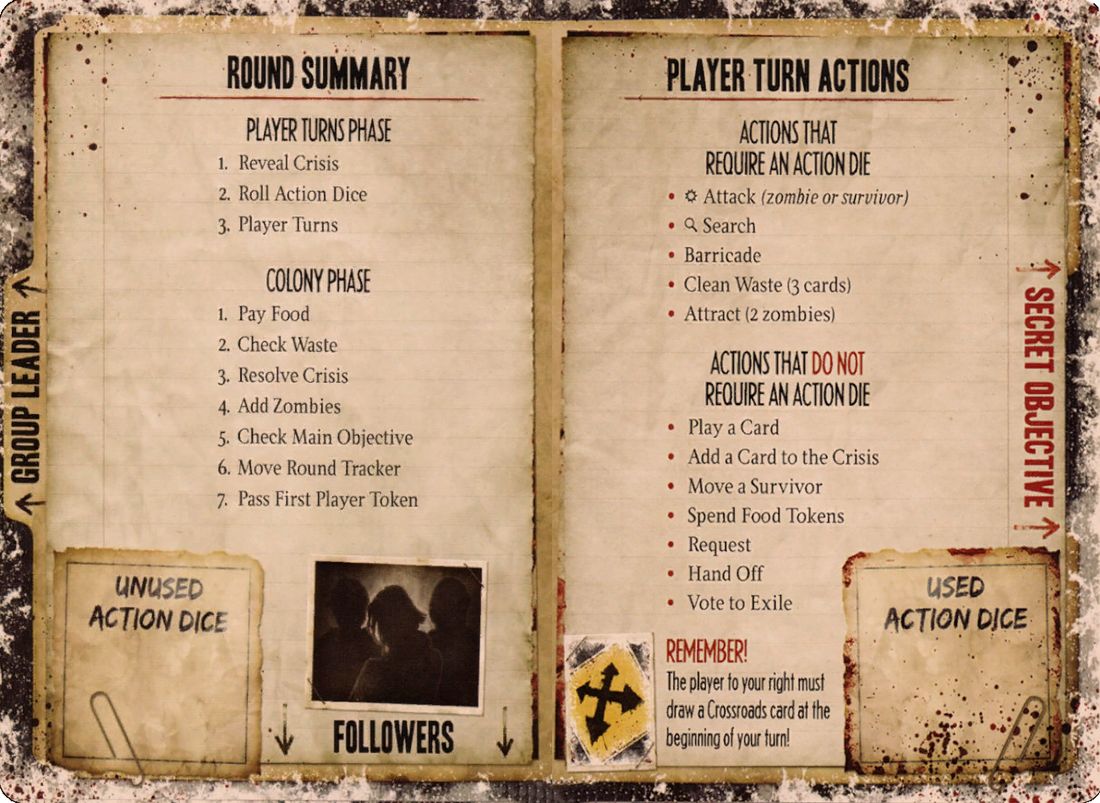 ROUND SUMMARY
PLAYER TURNS PHASE
1. Reveal Crisis
2. Roll Action Dice
3. Player Turns
COLONY PHASE
1. Pay Food
2. Check Waste
3. Resolve Crisis
4. Add Zombies
5. Check Main Objective
6. Move Round Tracker
7. Pass First Player Token
GROUP LEADER
UNUSED
ACTION DICE
FOLLOWERS
PLAYER TURN ACTIONS
ACTIONS THAT
REQUIRE AN ACTION DIE
• Attack (zombie or survivor)
• Search
• Barricade
• Clean Waste (3 cards)
• Attract (2 zombies)
ACTIONS THAT DO NOT
REQUIRE AN ACTION DIE
• Play a Card
• Add a Card to the Crisis
• Move a Survivor
• Spend Food Tokens
• Request
• Hand Off
• Vote to Exile
REMEMBER!
The player to your right must
draw a Crossroads card at the
beginning of your turn!
SECRET OBJECTIVE
USED
ACTION DICE